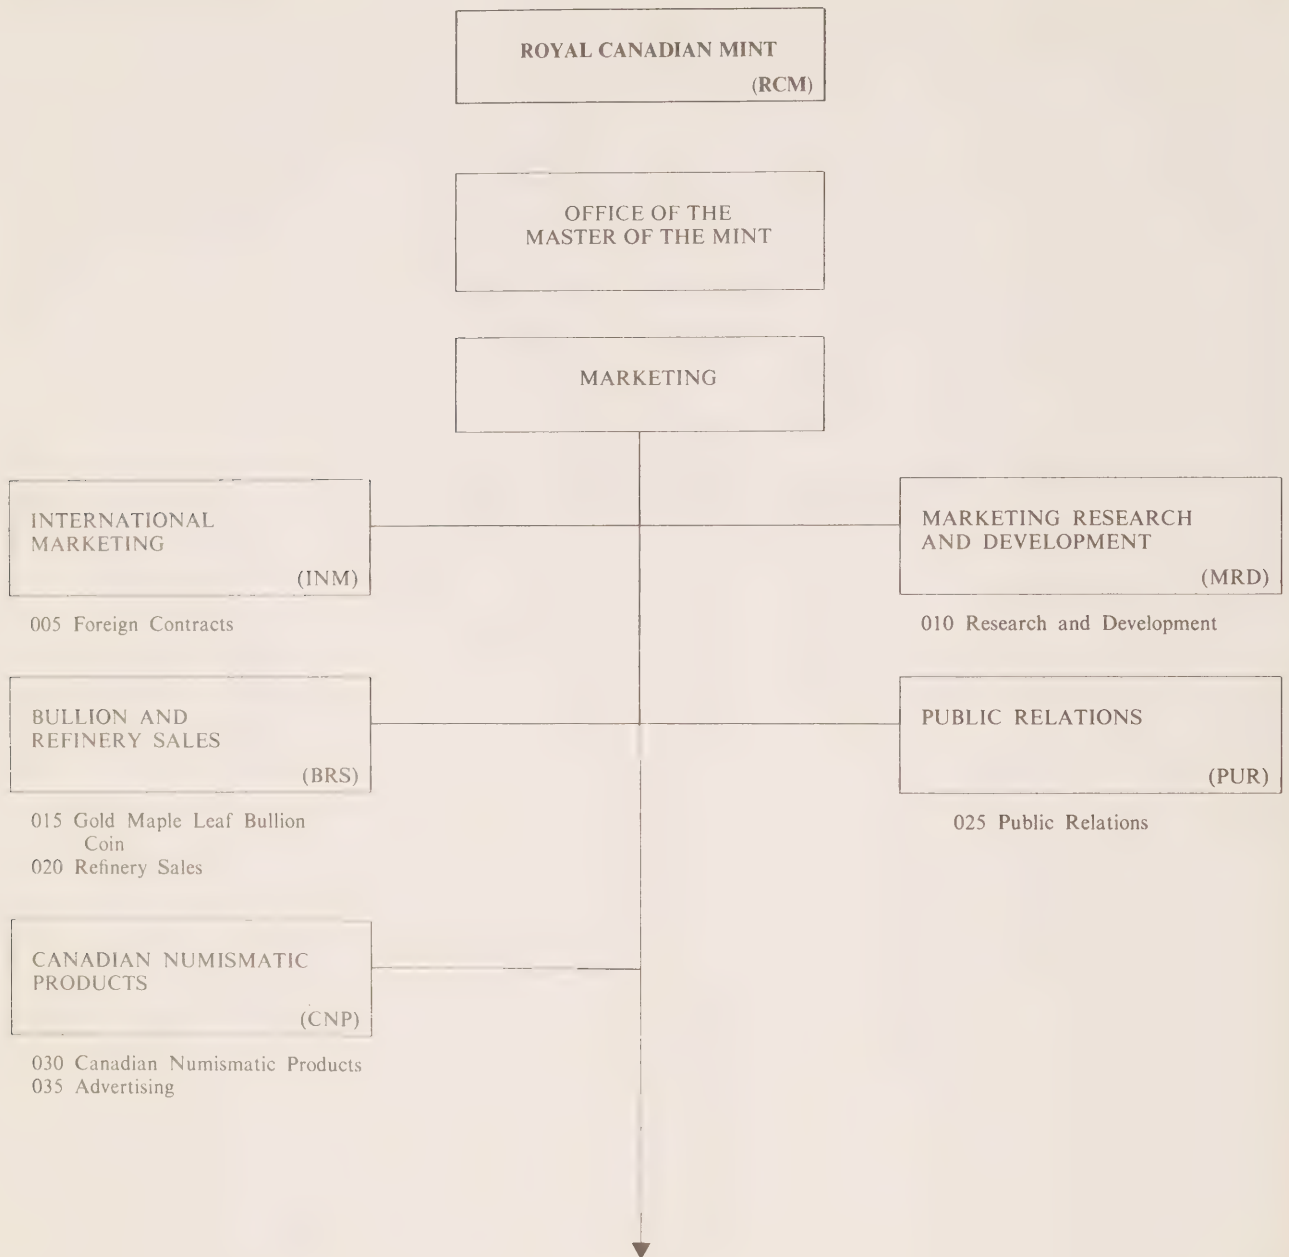 ROYAL CANADIAN MINT
(RCM)
OFFICE OF THE
MASTER OF THE MINT
MARKETING
INTERNATIONAL
MARKETING
(INM)
005 Foreign Contracts
MARKETING RESEARCH
AND DEVELOPMENT
(MRD)
010 Research and Development
BULLION AND
REFINERY SALES
(BRS)
015 Gold Maple Leaf Bullion
Coin
020 Refinery Sales
PUBLIC RELATIONS
(PUR)
025 Public Relations
CANADIAN NUMISMATIC
PRODUCTS
(CNP)
030 Canadian Numismatic Products
035 Advertising